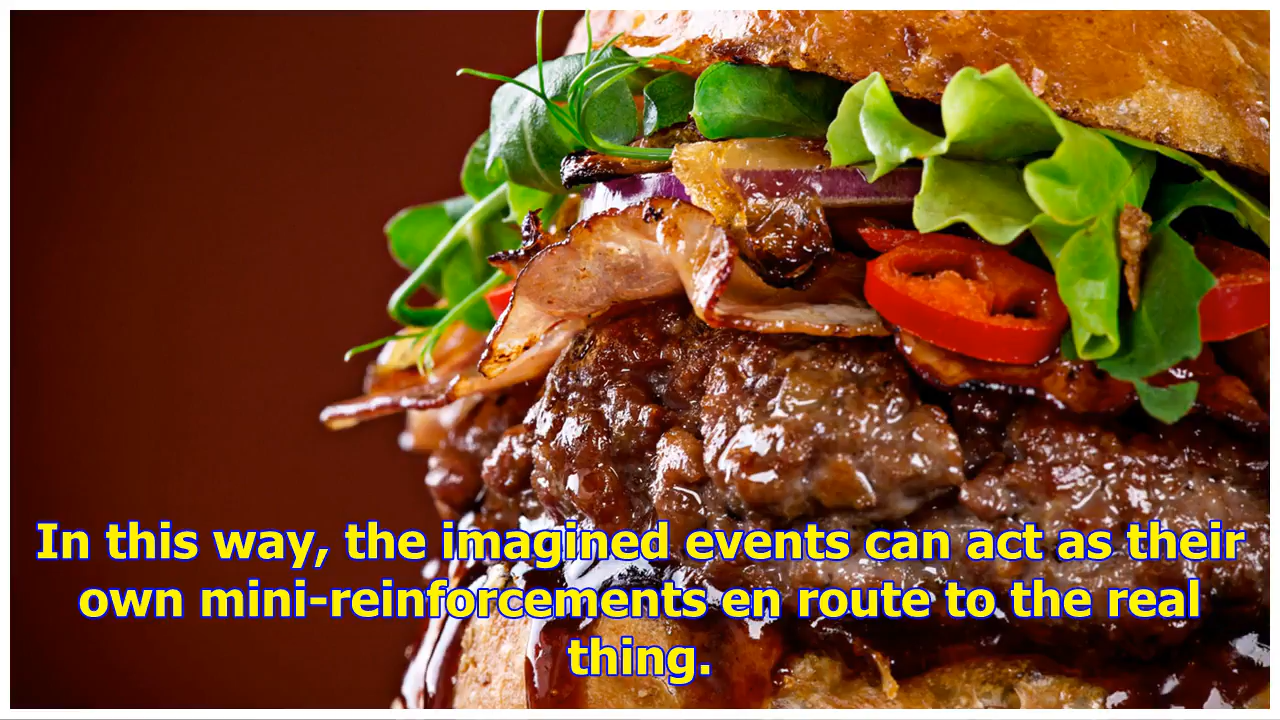 In this way, the imagined events can act as their
own mini-reinforcements en route to the real
thing.